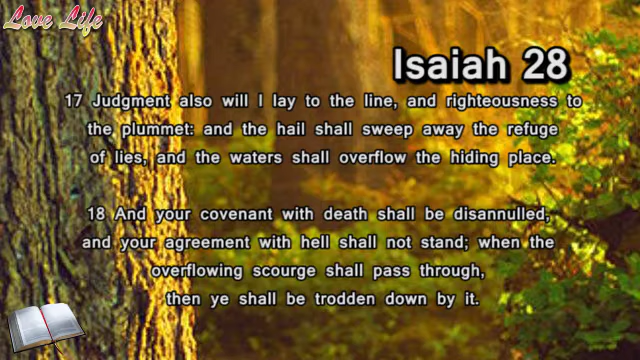 Love Life
Isaiah 28
17 Judgment also will I lay to the line, and righteousness to
the plummet: and the hail shall sweep away the refuge
of lies, and the waters shall overflow the hiding place.
18 And your covenant with death shall be disannulled,
and your agreement with hell shall not stand; when the
overflowing scourge shall pass through,
then ye shall be trodden down by it.